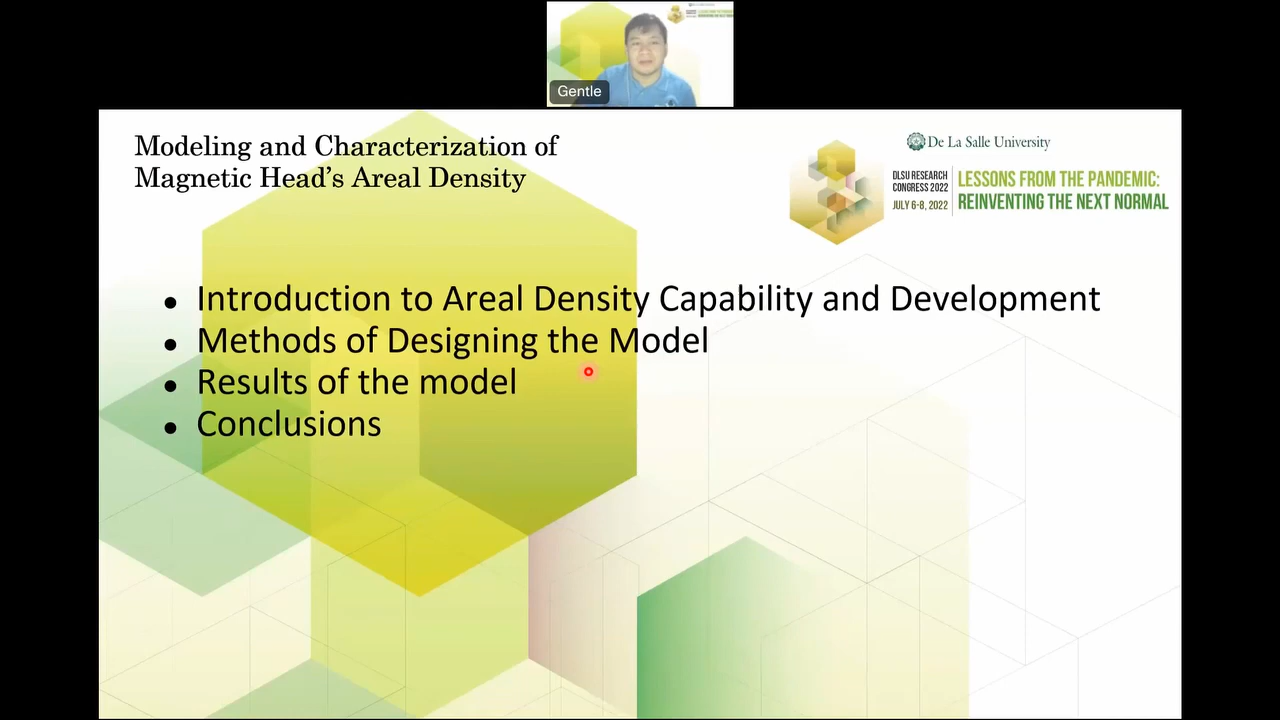 Gentle
Modeling and Characterization of
Magnetic Head's Areal Density
De La Salle University
DLSU RESEARCH
CONGRESS 2022
JULY 6-8, 2022
LESSONS FROM THE PANDEMIC:
REINVENTING THE NEXT NORMAL
• Introduction to Areal Density Capability and Development
• Methods of Designing the Model
• Results of the model
• Conclusions